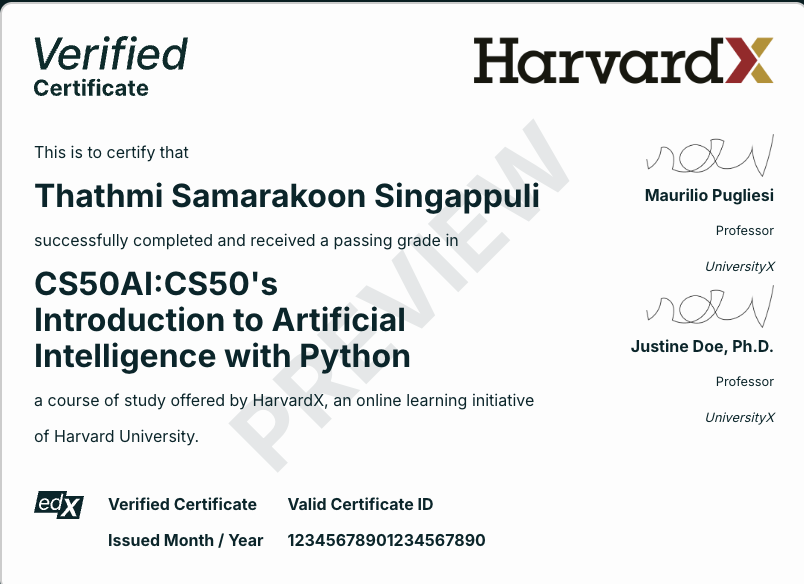 Verified
Certificate
HarvardX
This is to certify that
Thathmi Samarakoon Singappuli
successfully completed and received a passing grade in
CS50AI:CS50's
Introduction to Artificial
Intelligence with Python
a course of study offered by HarvardX, an online learning initiative
of Harvard University.
PREVIEW
Maurilio Pugliesi
Professor
UniversityX
Justine Doe, Ph.D.
Professor
UniversityX
edX
Verified Certificate
Issued Month / Year
Valid Certificate ID
12345678901234567890